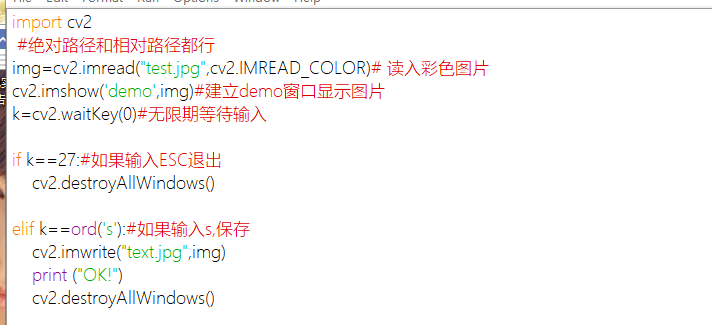 import cv2
#绝对路径和相对路径都行
img=cv2.imread("test.jpg",cv2.IMREAD_COLOR)# 读入彩色图片
cv2.imshow('demo',img)#建立demo窗口显示图片
k=cv2.waitKey(0)#无限期等待输入
if k==27:#如果输入ESC退出
cv2.destroyAllWindows()
elif k==ord('s'):#如果输入s,保存
cv2.imwrite("text.jpg",img)
print ("OK!")
cv2.destroyAllWindows()